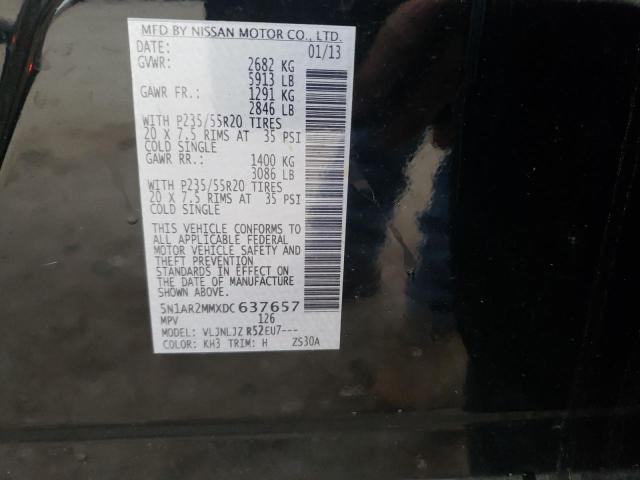 MFD BY NISSAN MOTOR CO., LTD.
DATE: 01/13
GVWR: 2682 KG
5913 LB
GAWR FR.: 1291 KG
2846 LB
WITH P235/55R20 TIRES
20 X 7.5 RIMS AT 35 PSI
COLD SINGLE
GAWR RR.: 1400 KG
3086 LB
WITH P235/55R20 TIRES
20 X 7.5 RIMS AT 35 PSI
COLD SINGLE
THIS VEHICLE CONFORMS TO
ALL APPLICABLE FEDERAL
MOTOR VEHICLE SAFETY AND
THEFT PREVENTION
STANDARDS IN EFFECT ON
THE DATE OF MANUFACTURE
SHOWN ABOVE.
5N1AR2MMXDC637657
MPV 126
MODEL: VLJNLJZ R52EU7---
COLOR: KH3 TRIM: H ZS30A